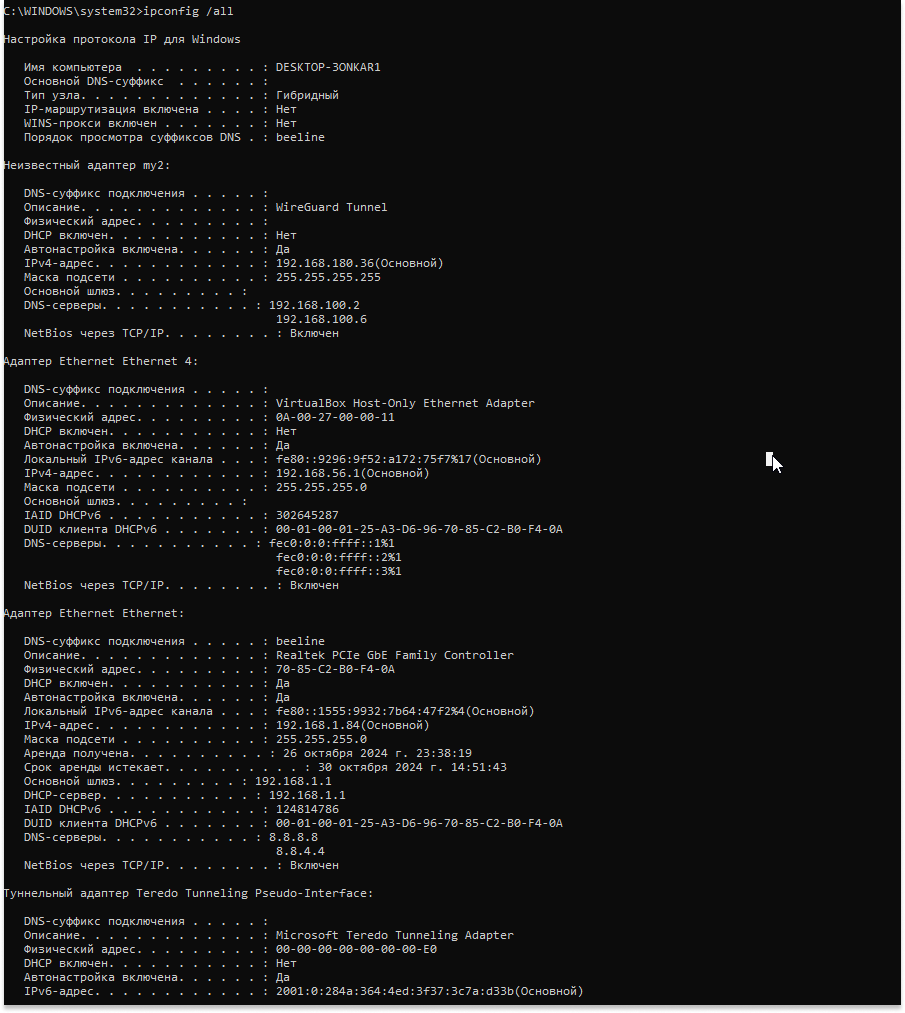 C:\WINDOWS\system32>ipconfig /all
Настройка протокола IP для Windows
Имя компьютера . . . . . . . . . : DESKTOP-3ONKAR1
Основной DNS-суффикс . . . . . . :
Тип узла. . . . . . . . . . . . . : Гибридный
IP-маршрутизация включена . . . . : Нет
WINS-прокси включен . . . . . . . : Нет
Порядок просмотра суффиксов DNS . : beeline
Неизвестный адаптер my2:
DNS-суффикс подключения . . . . . :
Описание. . . . . . . . . . . . . : WireGuard Tunnel
Физический адрес. . . . . . . . . :
DHCP включен. . . . . . . . . . . : Нет
Автонастройка включена. . . . . . : Да
IPv4-адрес. . . . . . . . . . . . : 192.168.180.36(Основной)
Маска подсети . . . . . . . . . . : 255.255.255.255
Основной шлюз. . . . . . . . . :
DNS-серверы. . . . . . . . . . . : 192.168.100.2
192.168.100.6
NetBios через TCP/IP. . . . . . . . : Включен
Адаптер Ethernet Ethernet 4:
DNS-суффикс подключения . . . . . :
Описание. . . . . . . . . . . . . : VirtualBox Host-Only Ethernet Adapter
Физический адрес. . . . . . . . . : 0A-00-27-00-00-11
DHCP включен. . . . . . . . . . . : Нет
Автонастройка включена. . . . . . : Да
Локальный IPv6-адрес канала . . . : fe80::9296:9f52:a172:75f7%17(Основной)
IPv4-адрес. . . . . . . . . . . . : 192.168.56.1(Основной)
Маска подсети . . . . . . . . . . : 255.255.255.0
Основной шлюз. . . . . . . . . :
IAID DHCPv6 . . . . . . . . . . . : 302645287
DUID клиента DHCPv6 . . . . . . . : 00-01-00-01-25-A3-D6-96-70-85-C2-B0-F4-0A
DNS-серверы. . . . . . . . . . . : fec0:0:0:ffff::1%1
fec0:0:0:ffff::2%1
fec0:0:0:ffff::3%1
NetBios через TCP/IP. . . . . . . . : Включен
Адаптер Ethernet Ethernet:
DNS-суффикс подключения . . . . . : beeline
Описание. . . . . . . . . . . . . : Realtek PCIe GbE Family Controller
Физический адрес. . . . . . . . . : 70-85-C2-B0-F4-0A
DHCP включен. . . . . . . . . . . : Да
Автонастройка включена. . . . . . : Да
Локальный IPv6-адрес канала . . . : fe80::1555:9932:7b64:47f2%4(Основной)
IPv4-адрес. . . . . . . . . . . . : 192.168.1.84(Основной)
Маска подсети . . . . . . . . . . : 255.255.255.0
Аренда получена. . . . . . . . . . : 26 октября 2024 г. 23:38:19
Срок аренды истекает. . . . . . . . . . : 30 октября 2024 г. 14:51:43
Основной шлюз. . . . . . . . . : 192.168.1.1
DHCP-сервер. . . . . . . . . . . : 192.168.1.1
IAID DHCPv6 . . . . . . . . . . . : 124814786
DUID клиента DHCPv6 . . . . . . . : 00-01-00-01-25-A3-D6-96-70-85-C2-B0-F4-0A
DNS-серверы. . . . . . . . . . . : 8.8.8.8
8.8.4.4
NetBios через TCP/IP. . . . . . . . : Включен
Туннельный адаптер Teredo Tunneling Pseudo-Interface:
DNS-суффикс подключения . . . . . :
Описание. . . . . . . . . . . . . : Microsoft Teredo Tunneling Adapter
Физический адрес. . . . . . . . . : 00-00-00-00-00-00-00-E0
DHCP включен. . . . . . . . . . . : Нет
Автонастройка включена. . . . . . : Да
IPv6-адрес. . . . . . . . . . . . : 2001:0:284a:364:4ed:3f37:3c7a:d33b(Основной)